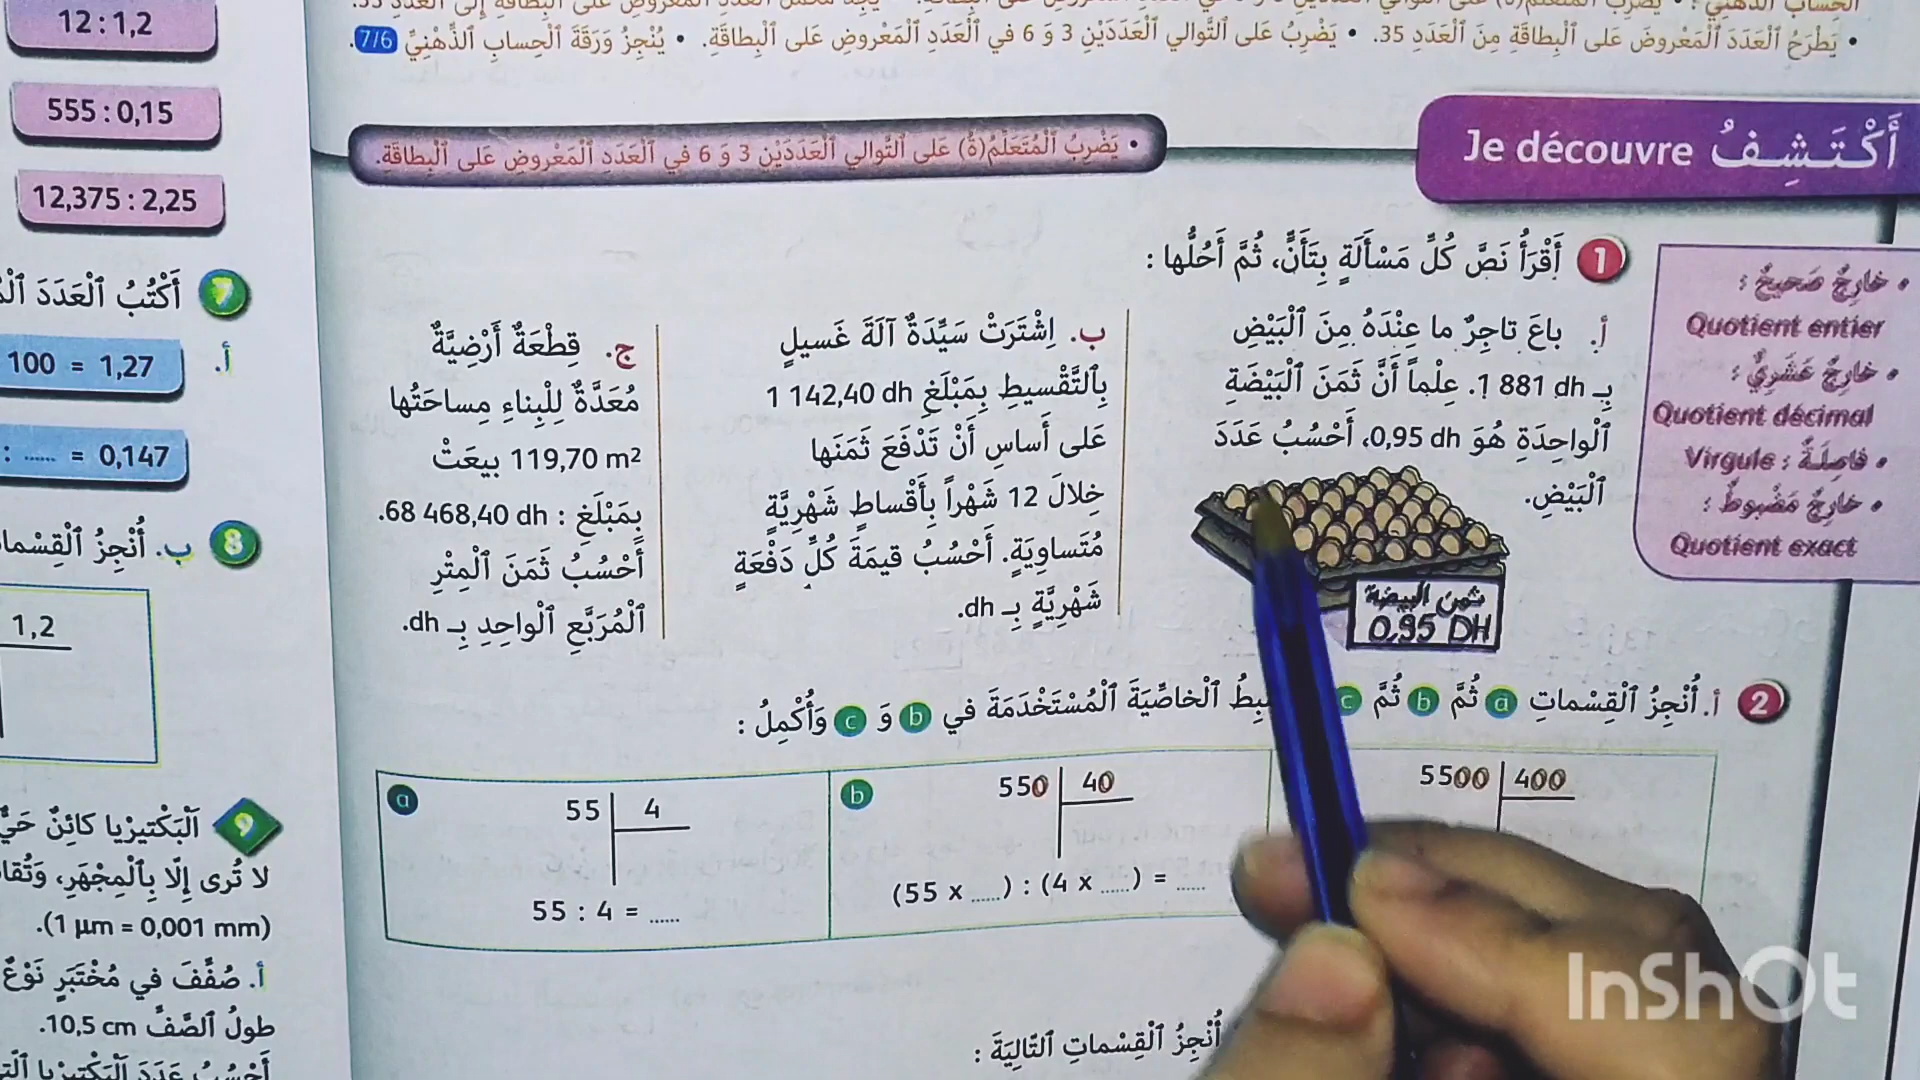 • يَطْرَحُ ٱلْعَدَدَ ٱلْمَعْروضَ عَلى ٱلْبِطاقَةِ مِنَ ٱلْعَدَدِ 35. • يَضْرِبُ عَلى ٱلتَّوالي ٱلْعَدَدَيْنِ 3 وَ 6 في ٱلْعَدَدِ ٱلْمَعْروضِ عَلى ٱلْبِطاقَةِ. • يُنْجِزُ وَرَقَةَ ٱلْحِسابِ ٱلذِّهْنِيِّ 7/6.
أَكْتَشِفُ Je découvre
• يَضْرِبُ ٱلْمُتَعَلِّمُ(ةُ) عَلى ٱلتَّوالي ٱلْعَدَدَيْنِ 3 وَ 6 في ٱلْعَدَدِ ٱلْمَعْروضِ عَلى ٱلْبِطاقَةِ.
• خارِجٌ صَحيحٌ :
Quotient entier
• خارِجٌ عَشَرِيٌّ :
Quotient décimal
• فاصِلَةٌ : Virgule
• خارِجٌ مَضْبوطٌ :
Quotient exact
1 أَقْرَأُ نَصَّ كُلِّ مَسْأَلَةٍ بِتَأَنٍّ، ثُمَّ أَحُلُّها :
أ. باعَ تاجِرٌ ما عِنْدَهُ مِنَ ٱلْبَيْضِ
بِـ 1 881 dh. عِلْماً أَنَّ ثَمَنَ ٱلْبَيْضَةِ
ٱلْواحِدَةِ هُوَ 0,95 dh، أَحْسُبُ عَدَدَ
ٱلْبَيْضِ.
ثمن البيضة
0,95 DH
ب. اِشْتَرَتْ سَيِّدَةٌ آلَةَ غَسيلٍ
بِٱلتَّقْسيطِ بِمَبْلَغِ 1 142,40 dh
عَلى أَساسِ أَنْ تَدْفَعَ ثَمَنَها
خِلالَ 12 شَهْراً بِأَقْساطٍ شَهْرِيَّةٍ
مُتَساوِيَةٍ. أَحْسُبُ قيمَةَ كُلِّ دَفْعَةٍ
شَهْرِيَّةٍ بِـ dh.
ج. قِطْعَةٌ أَرْضِيَّةٌ
مُعَدَّةٌ لِلْبِناءِ مِساحَتُها
119,70 m² بيعَتْ
بِمَبْلَغِ : 68 468,40 dh.
أَحْسُبُ ثَمَنَ ٱلْمِتْرِ
ٱلْمُرَبَّعِ ٱلْواحِدِ بِـ dh.
2 أ. أُنْجِزُ ٱلْقِسْماتِ a ثُمَّ b ثُمَّ c ٱلْخاصِّيَةَ ٱلْمُسْتَخْدَمَةَ في b وَ c وَأُكْمِلُ :
a
55 4
55 : 4 = ......
b
550 40
(55 x ......) : (4 x ......) = ......
5500 400
أُنْجِزُ ٱلْقِسْماتِ ٱلتّالِيَةَ :
12 : 1,2
555 : 0,15
12,375 : 2,25
7 أَكْتُبُ ٱلْعَدَدَ
أ. 100 = 1,27
: ...... = 0,147
8 ب. أُنْجِزُ
1,2
9 اَلْبَكْتيرْيا كائِنٌ
لا تُرى إِلّا بِٱلْمِجْهَرِ،
(1 µm = 0,001 mm).
أ. صُفِّفَ في مُخْتَبَرٍ نَوْعٌ
طولُ ٱلصَّفِّ 10,5 cm.
أَحْسُبُ عَدَدَ ٱلْبَكْتيرْيا
InShOt